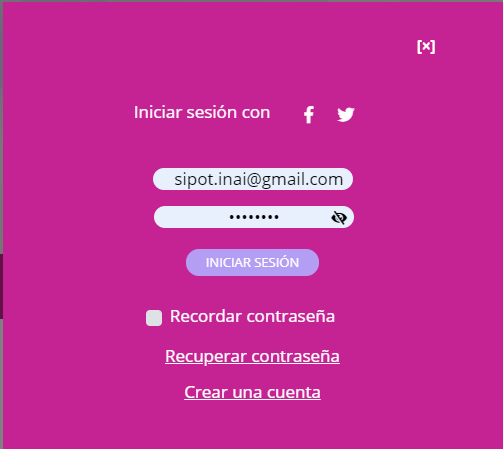 [×]
Iniciar sesión con
sipot.inai@gmail.com
••••••••
INICIAR SESIÓN
Recordar contraseña
Recuperar contraseña
Crear una cuenta